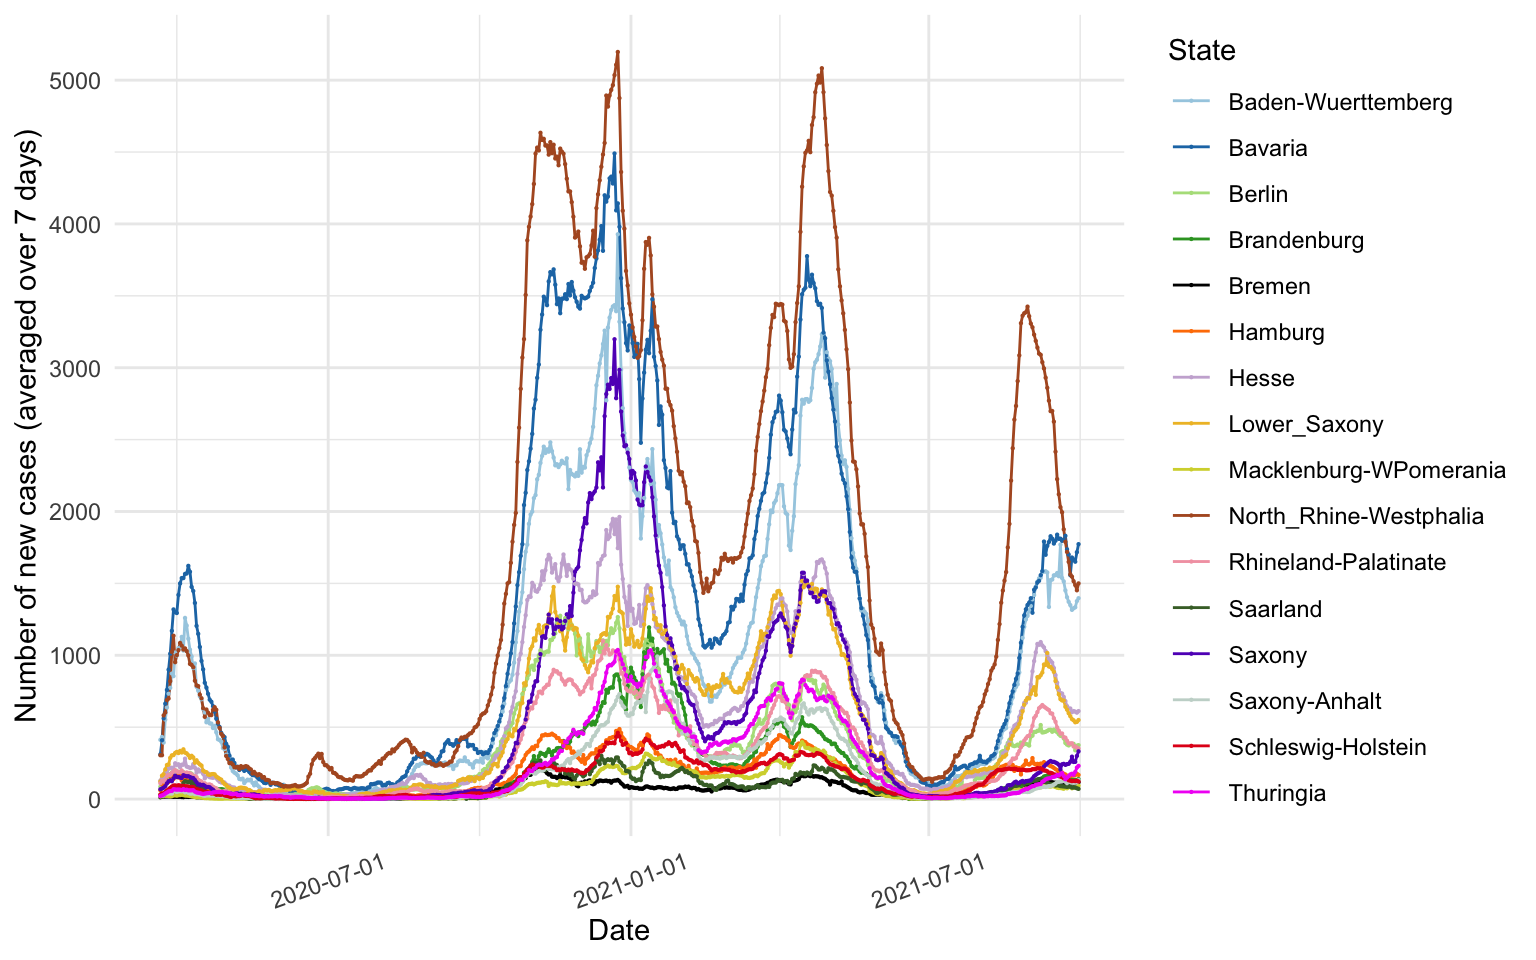 Number of new cases (averaged over 7 days)
5000
4000
3000
2000
1000
0
2020-07-01
2021-01-01
2021-07-01
Date
State
Baden-Wuerttemberg
Bavaria
Berlin
Brandenburg
Bremen
Hamburg
Hesse
Lower_Saxony
Macklenburg-WPomerania
North_Rhine-Westphalia
Rhineland-Palatinate
Saarland
Saxony
Saxony-Anhalt
Schleswig-Holstein
Thuringia